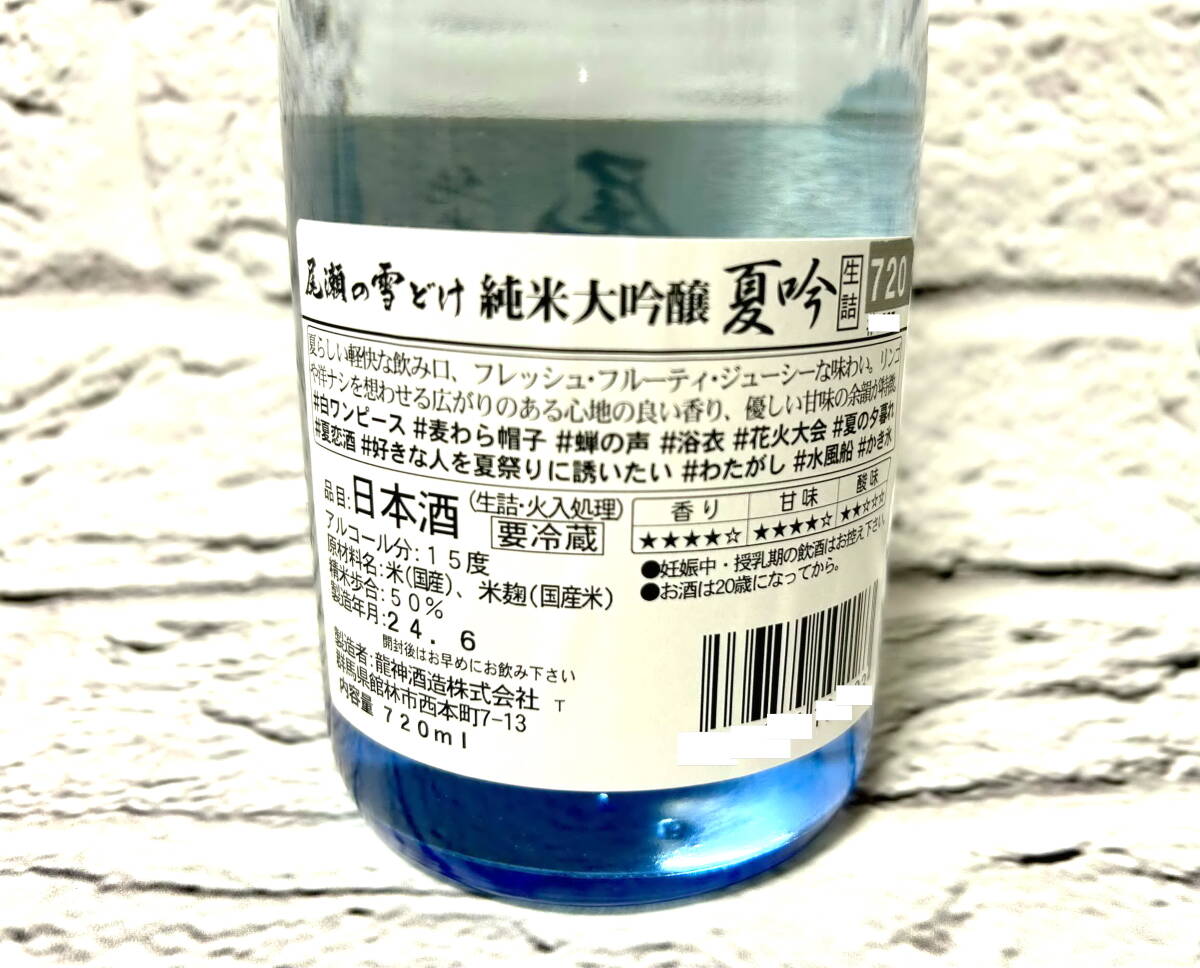 尾瀬の雪どけ 純米大吟醸 夏吟 生詰 720
夏らしい軽快な飲み口、フレッシュ・フルーティ・ジューシーな味わい。リンゴ
や洋ナシを想わせる広がりのある心地の良い香り、優しい甘味の余韻が特徴。
#白ワンピース #麦わら帽子 #蝉の声 #浴衣 #花火大会 #夏の夕暮れ
#夏恋酒 #好きな人を夏祭りに誘いたい #わたがし #水風船 #かき氷
品目:日本酒 (生詰・火入処理)
要冷蔵
アルコール分:15度
原材料名:米(国産)、米麹(国産米)
精米歩合:50%
製造年月:24.6
開封後はお早めにお飲み下さい
製造者:龍神酒造株式会社 T
群馬県館林市西本町7-13
内容量 720ml
香り 甘味 酸味
★★★★☆ ★★★★☆ ★★☆☆☆
●妊娠中・授乳期の飲酒はお控え下さい。
●お酒は20歳になってから。